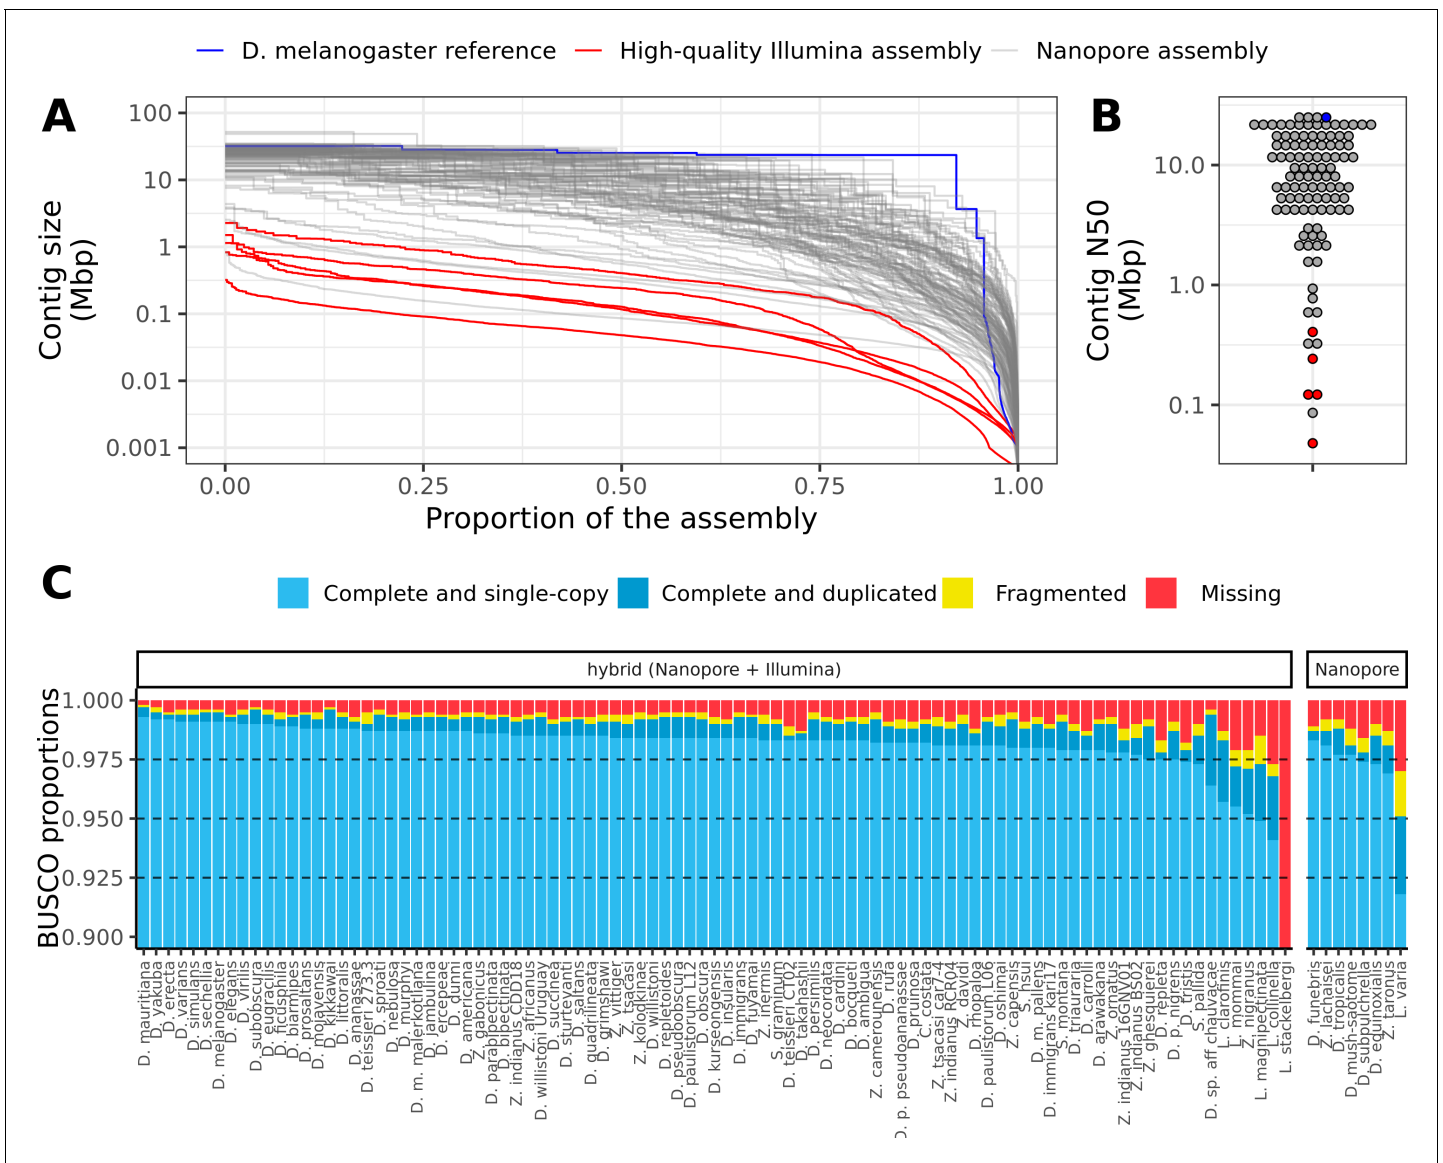 D. melanogaster reference High-quality Illumina assembly Nanopore assembly
A
B
100
10
1
0.1
0.01
0.001
Contig size
(Mbp)
0.00 0.25 0.50 0.75 1.00
Proportion of the assembly
10.0
1.0
0.1
Contig N50
(Mbp)
C
Complete and single-copy Complete and duplicated Fragmented Missing
hybrid (Nanopore + Illumina)
Nanopore
BUSCO proportions
1.000
0.975
0.950
0.925
0.900
D. mauritiana
D. yakuba
D. erecta
D. varians
D. simulans
D. sechellia
D. melanogaster
D. elegans
D. virilis
D. subobscura
D. eugracilis
D. ficusphila
D. biarmipes
D. prosaltans
D. mojavensis
D. kikkawai
D. littoralis
D. ananassae
D. teissieri 273.3
D. sproati
D. nebulosa
D. murphyi
D. m. malerkotliana
D. jambulina
D. ercepeae
D. dunni
D. americana
Z. gabonicus
D. parabipectinata
D. bipectinata
Z. indianus CDD18
Z. africanus
D. willistoni Uruguay
D. succinea
D. sturtevanti
D. saltans
D. quadrilineata
D. grimshawi
Z. vittiger
Z. tsacasi
Z. kolodkinae
D. willistoni
D. repletoides
D. pseudoobscura
D. paulistorum L12
D. obscura
D. kurseongensis
D. insularis
D. immigrans
D. fuyamai
Z. inermis
S. graminum
D. teissieri CT02
D. takahashii
D. persimilis
D. neocordata
D. cardini
D. bocqueti
D. ambigua
Z. camerounensis
D. rufa
D. p. pseudoananassae
D. pruinosa
Z. costata
Z. tsacasi car7-4
Z. indianus RCR04
Z. davidi
D. rhopaloa
D. paulistorum L06
D. oshimai
Z. capensis
S. hsui
D. m. pallens
D. immigrans kari17
S. montana
D. triauraria
D. carrolli
D. arawakana
Z. ornatus
Z. indianus 16GNV01
Z. indianus BS02
Z. ghesquierei
D. repleta
D. nigrens
D. tristis
S. pallida
D. sp. aff chauvacae
L. clarofinis
L. mommai
Z. nigranus
L. magnipectinata
L. collinella
L. stackelbergi
D. funebris
Z. lachaisei
D. tropicalis
D. mush-saotome
D. subpulchrella
D. equinoxialis
Z. taronus
L. varia